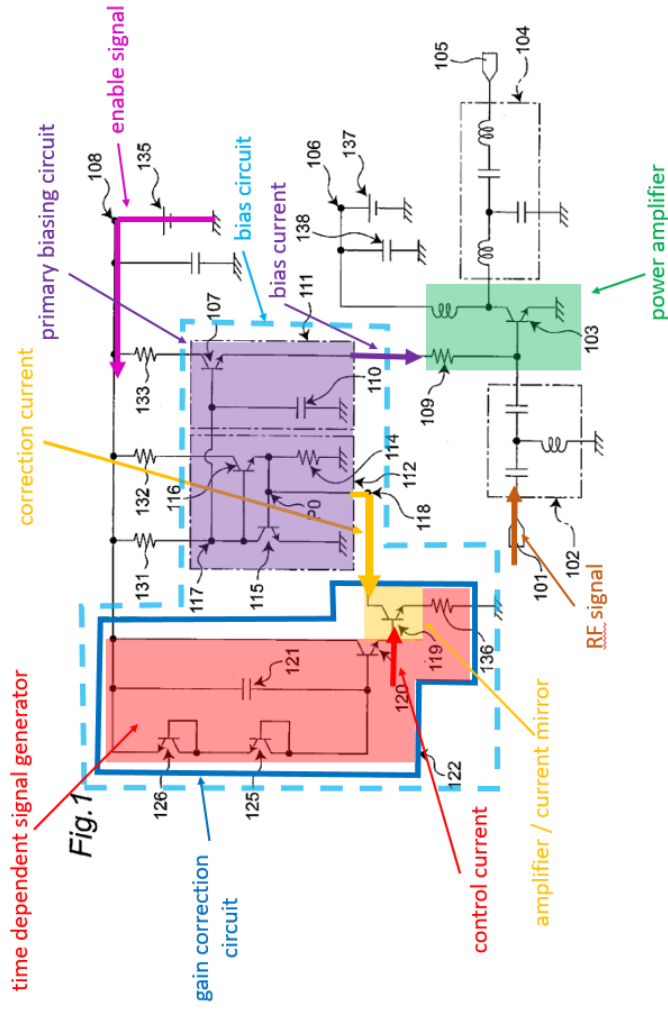 time dependent signal generator
correction current
primary biasing circuit
enable signal
Fig.1
108
126
125
121
131
132
133
135
gain correction
circuit
117
116
107
bias circuit
115
110
bias current
111
P0
114
112
118
122
120
119
136
106
138
137
control current
amplifier / current mirror
109
103
105
104
101
102
RF signal
power amplifier